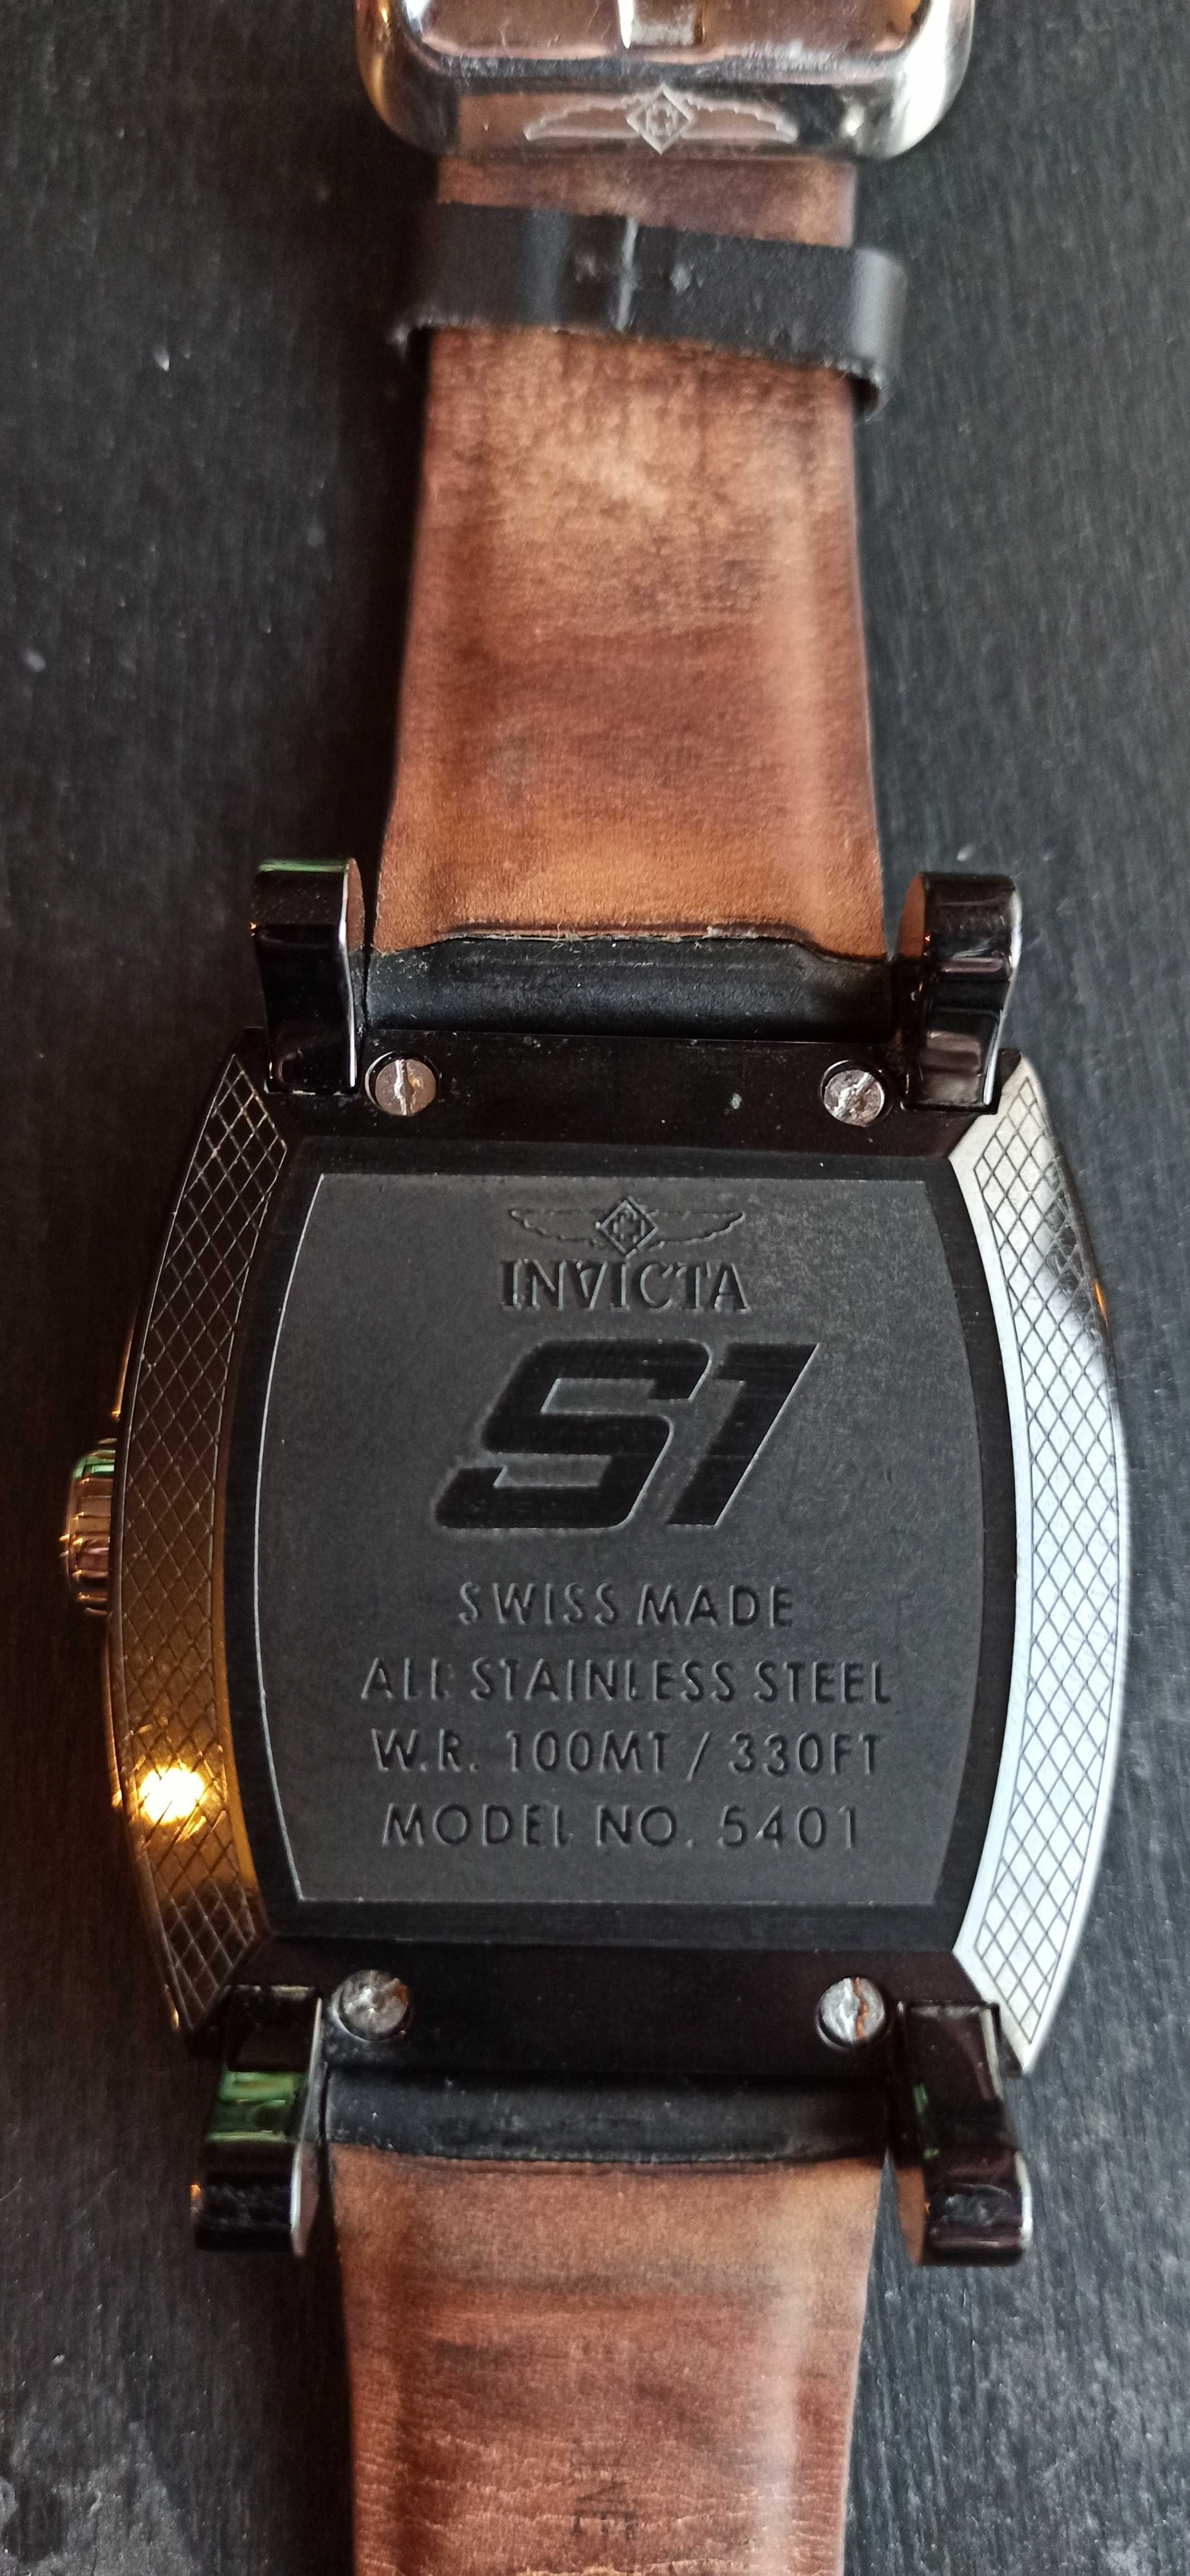 INVICTA
S1
SWISS MADE
ALL STAINLESS STEEL
W.R. 100MT / 330FT
MODEL NO. 5401